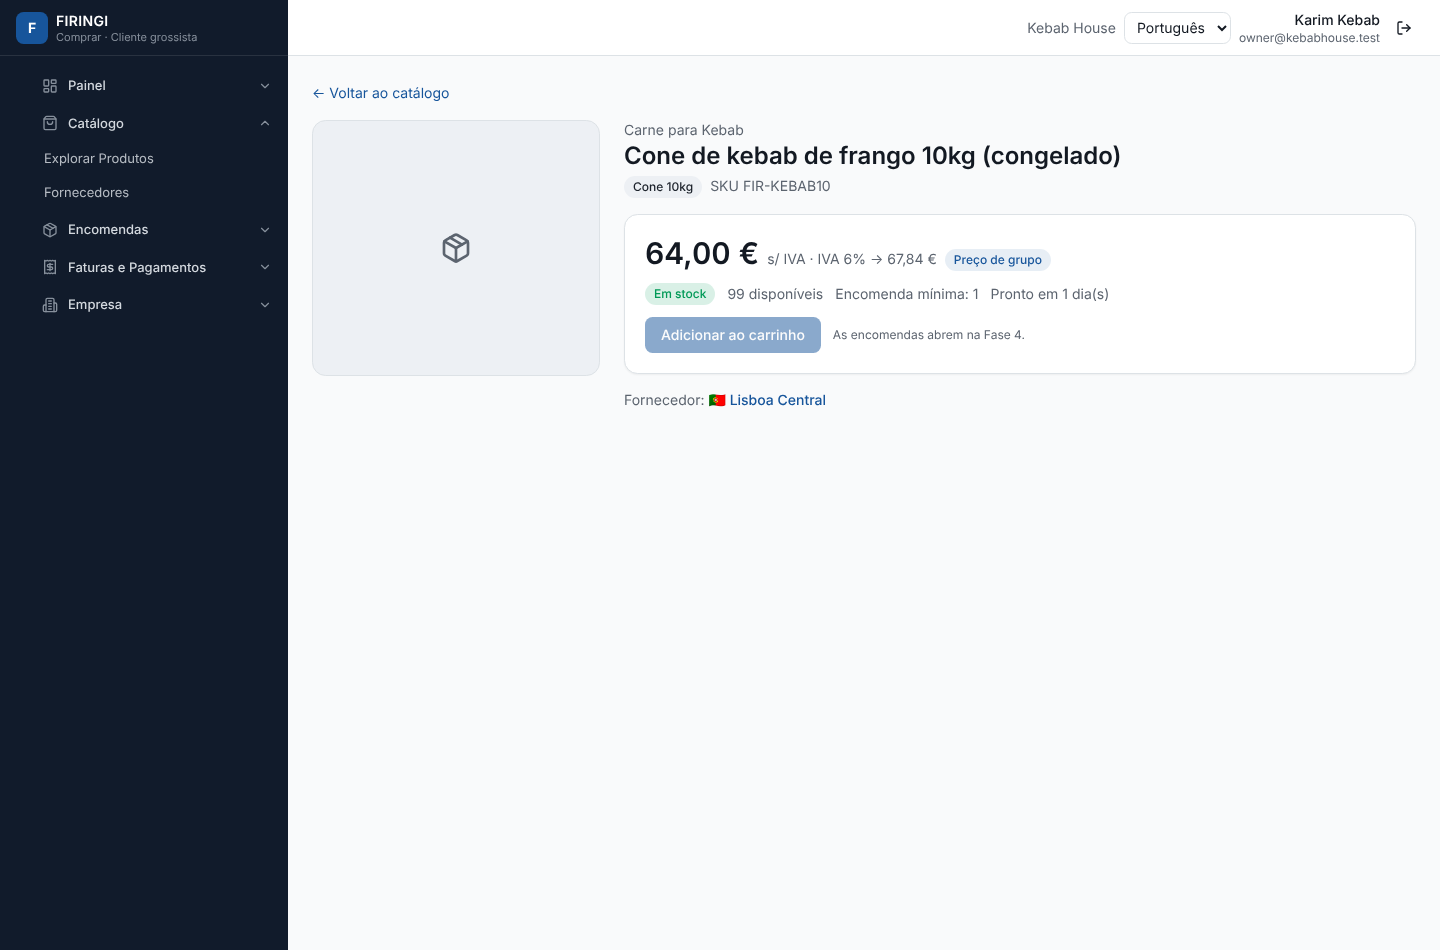 F
FIRINGI
Comprar · Cliente grossista
Kebab House
Português
Karim Kebab
owner@kebabhouse.test
Painel
Catálogo
Explorar Produtos
Fornecedores
Encomendas
Faturas e Pagamentos
Empresa
← Voltar ao catálogo
Carne para Kebab
Cone de kebab de frango 10kg (congelado)
Cone 10kg SKU FIR-KEBAB10
64,00 € s/ IVA · IVA 6% → 67,84 € Preço de grupo
Em stock 99 disponíveis Encomenda mínima: 1 Pronto em 1 dia(s)
Adicionar ao carrinho As encomendas abrem na Fase 4.
Fornecedor: 🇵🇹 Lisboa Central